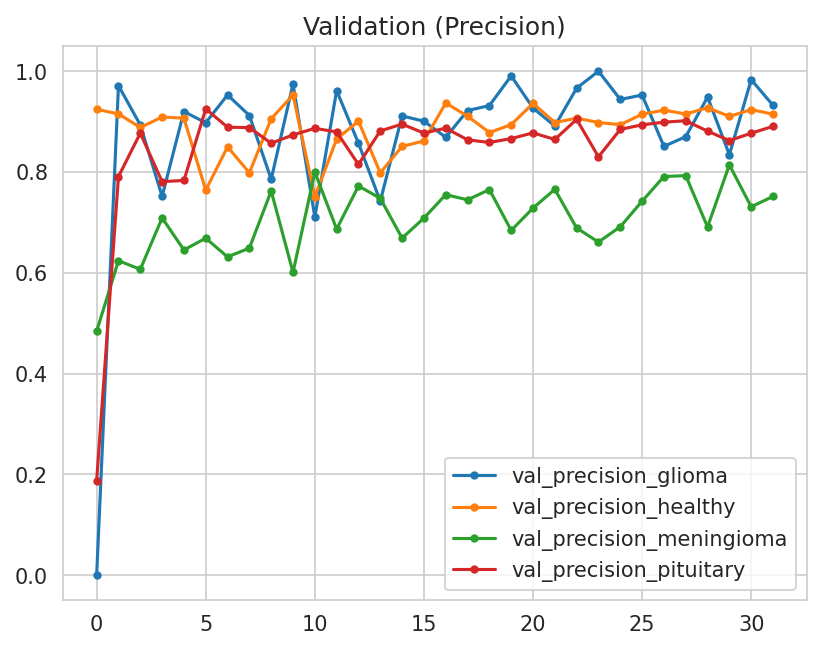 Validation (Precision)
1.0
0.8
0.6
0.4
0.2
0.0
val_precision_glioma
val_precision_healthy
val_precision_meningioma
val_precision_pituitary
0 5 10 15 20 25 30